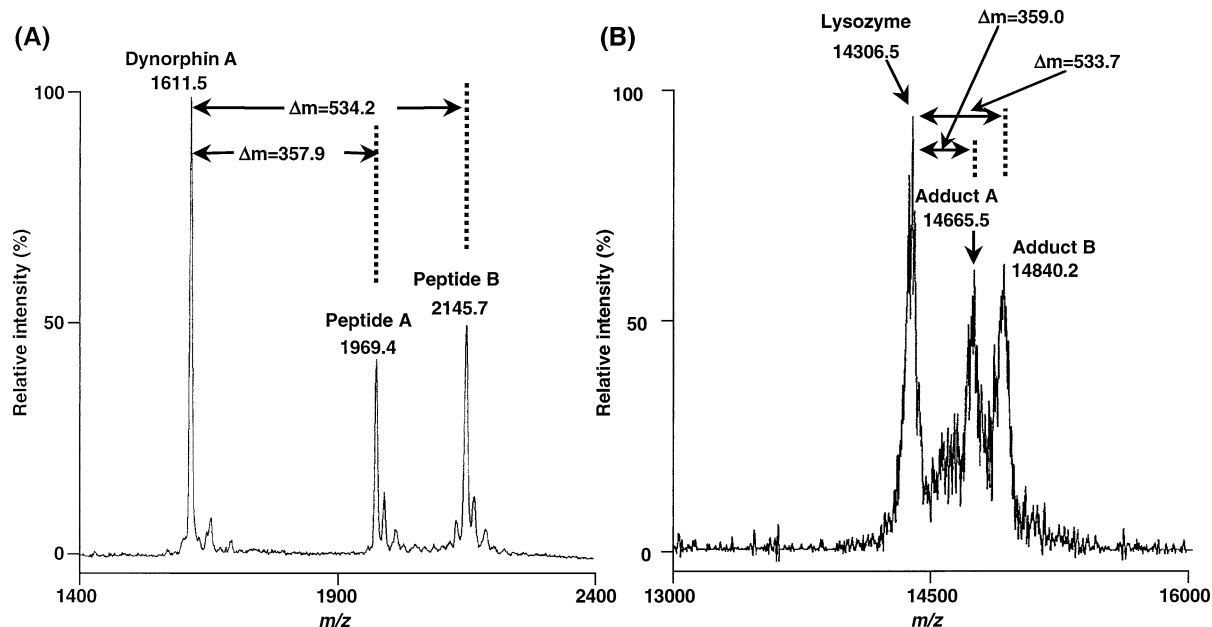 (A)
Dynorphin A
1611.5
100
Δm=534.2
Δm=357.9
Peptide B
2145.7
Peptide A
1969.4
50
0
Relative intensity (%)
1400
1900
2400
m/z
(B)
Lysozyme
14306.5
Δm=359.0
Δm=533.7
100
Adduct A
14665.5
Adduct B
14840.2
50
0
Relative intensity (%)
13000
14500
16000
m/z